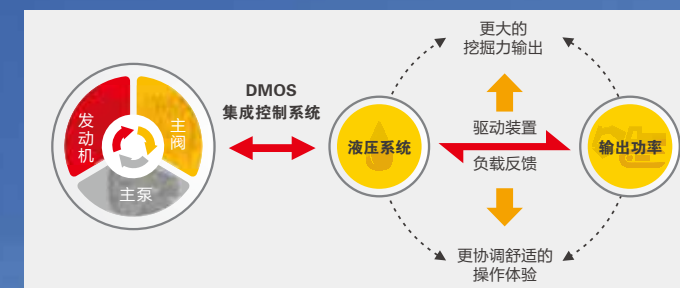 更大的
挖掘力输出
DMOS
集成控制系统
发动机
主阀
主泵
液压系统
驱动装置
负载反馈
输出功率
更协调舒适的
操作体验